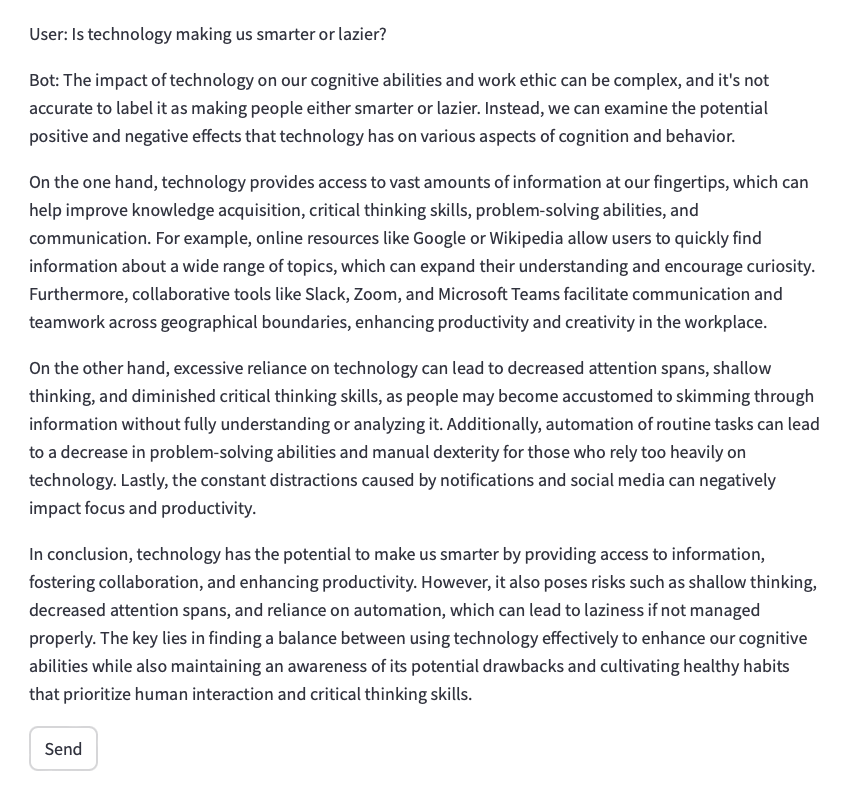 User: Is technology making us smarter or lazier?
Bot: The impact of technology on our cognitive abilities and work ethic can be complex, and it's not
accurate to label it as making people either smarter or lazier. Instead, we can examine the potential
positive and negative effects that technology has on various aspects of cognition and behavior.
On the one hand, technology provides access to vast amounts of information at our fingertips, which can
help improve knowledge acquisition, critical thinking skills, problem-solving abilities, and
communication. For example, online resources like Google or Wikipedia allow users to quickly find
information about a wide range of topics, which can expand their understanding and encourage curiosity.
Furthermore, collaborative tools like Slack, Zoom, and Microsoft Teams facilitate communication and
teamwork across geographical boundaries, enhancing productivity and creativity in the workplace.
On the other hand, excessive reliance on technology can lead to decreased attention spans, shallow
thinking, and diminished critical thinking skills, as people may become accustomed to skimming through
information without fully understanding or analyzing it. Additionally, automation of routine tasks can lead
to a decrease in problem-solving abilities and manual dexterity for those who rely too heavily on
technology. Lastly, the constant distractions caused by notifications and social media can negatively
impact focus and productivity.
In conclusion, technology has the potential to make us smarter by providing access to information,
fostering collaboration, and enhancing productivity. However, it also poses risks such as shallow thinking,
decreased attention spans, and reliance on automation, which can lead to laziness if not managed
properly. The key lies in finding a balance between using technology effectively to enhance our cognitive
abilities while also maintaining an awareness of its potential drawbacks and cultivating healthy habits
that prioritize human interaction and critical thinking skills.
Send